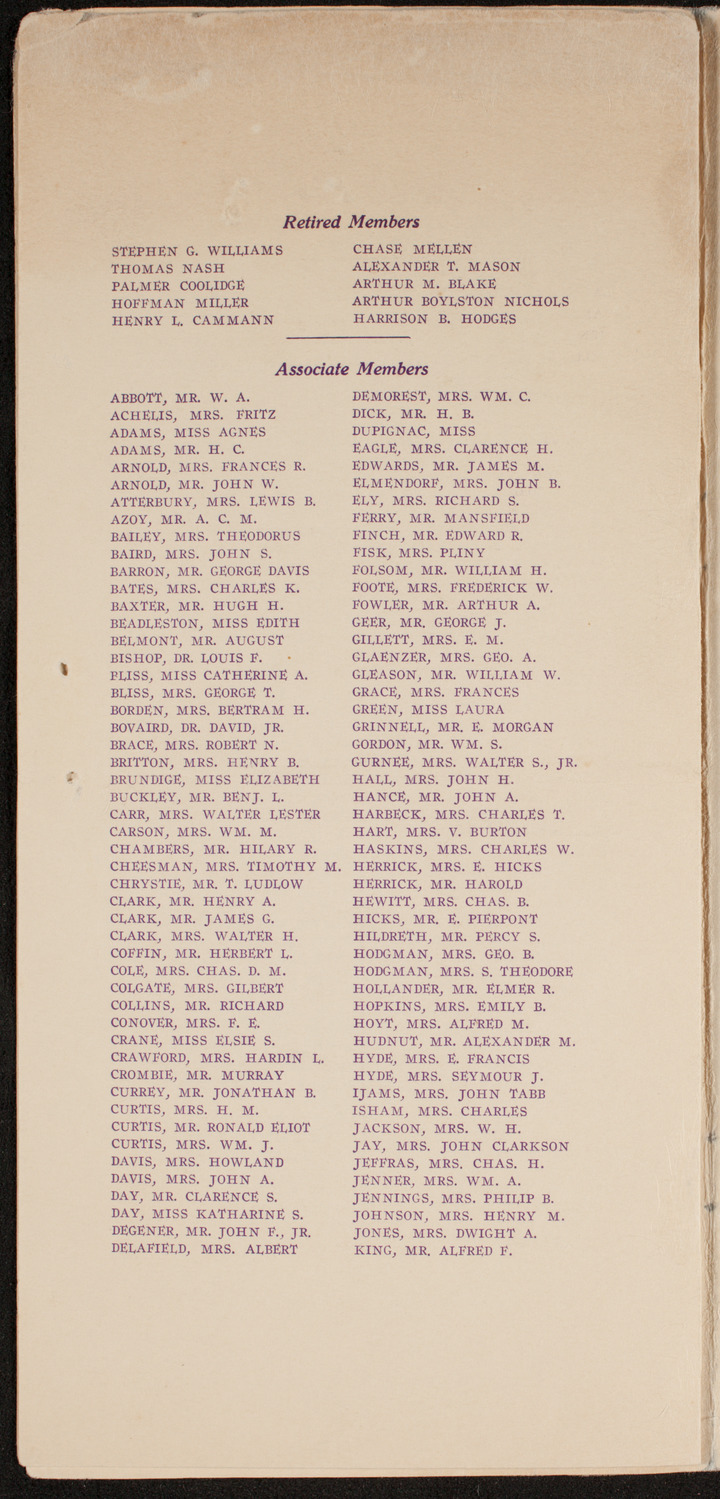 Retired Members
STEPHEN G. WILLIAMS
THOMAS NASH
PALMER COOLIDGE
HOFFMAN MILLER
HENRY L. CAMMANN
CHASE MELLEN
ALEXANDER T. MASON
ARTHUR M. BLAKE
ARTHUR BOYLSTON NICHOLS
HARRISON B. HODGES
Associate Members
ABBOTT, MR. W. A.
ACHELIS, MRS. FRITZ
ADAMS, MISS AGNES
ADAMS, MR. H. C.
ARNOLD, MRS. FRANCES R.
ARNOLD, MR. JOHN W.
ATTERBURY, MRS. LEWIS B.
AZOY, MR. A. C. M.
BAILEY, MRS. THEODORUS
BAIRD, MRS. JOHN S.
BARRON, MR. GEORGE DAVIS
BATES, MRS. CHARLES K.
BAXTER, MR. HUGH H.
BEADLESTON, MISS EDITH
BELMONT, MR. AUGUST
BISHOP, DR. LOUIS F.
PLISS, MISS CATHERINE A.
BLISS, MRS. GEORGE T.
BORDEN, MRS. BERTRAM H.
BOVAIRD, DR. DAVID, JR.
BRACE, MRS. ROBERT N.
BRITTON, MRS. HENRY B.
BRUNDIGE, MISS ELIZABETH
BUCKLEY, MR. BENJ. L.
CARR, MRS. WALTER LESTER
CARSON, MRS. WM. M.
CHAMBERS, MR. HILARY R.
CHEESMAN, MRS. TIMOTHY M.
CHRYSTIE, MR. T. LUDLOW
CLARK, MR. HENRY A.
CLARK, MR. JAMES G.
CLARK, MRS. WALTER H.
COFFIN, MR. HERBERT L.
COLE, MRS. CHAS. D. M.
COLGATE, MRS. GILBERT
COLLINS, MR. RICHARD
CONOVER, MRS. F. E.
CRANE, MISS ELSIE S.
CRAWFORD, MRS. HARDIN L.
CROMBIE, MR. MURRAY
CURREY, MR. JONATHAN B.
CURTIS, MRS. H. M.
CURTIS, MR. RONALD ELIOT
CURTIS, MRS. WM. J.
DAVIS, MRS. HOWLAND
DAVIS, MRS. JOHN A.
DAY, MR. CLARENCE S.
DAY, MISS KATHARINE S.
DEGENER, MR. JOHN F., JR.
DELAFIELD, MRS. ALBERT
DEMOREST, MRS. WM. C.
DICK, MR. H. B.
DUPIGNAC, MISS
EAGLE, MRS. CLARENCE H.
EDWARDS, MR. JAMES M.
ELMENDORF, MRS. JOHN B.
ELY, MRS. RICHARD S.
FERRY, MR. MANSFIELD
FINCH, MR. EDWARD R.
FISK, MRS. PLINY
FOLSOM, MR. WILLIAM H.
FOOTE, MRS. FREDERICK W.
FOWLER, MR. ARTHUR A.
GEER, MR. GEORGE J.
GILLETT, MRS. E. M.
GLAENZER, MRS. GEO. A.
GLEASON, MR. WILLIAM W.
GRACE, MRS. FRANCES
GREEN, MISS LAURA
GRINNELL, MR. E. MORGAN
GORDON, MR. WM. S.
GURNEE, MRS. WALTER S., JR.
HALL, MRS. JOHN H.
HANCE, MR. JOHN A.
HARBECK, MRS. CHARLES T.
HART, MRS. V. BURTON
HASKINS, MRS. CHARLES W.
HERRICK, MRS. E. HICKS
HERRICK, MR. HAROLD
HEWITT, MRS. CHAS. B.
HICKS, MR. E. PIERPONT
HILDRETH, MR. PERCY S.
HODGMAN, MRS. GEO. B.
HODGMAN, MRS. S. THEODORE
HOLLANDER, MR. ELMER R.
HOPKINS, MRS. EMILY B.
HOYT, MRS. ALFRED M.
HUDNUT, MR. ALEXANDER M.
HYDE, MRS. E. FRANCIS
HYDE, MRS. SEYMOUR J.
IJAMS, MRS. JOHN TABB
ISHAM, MRS. CHARLES
JACKSON, MRS. W. H.
JAY, MRS. JOHN CLARKSON
JEFFRAS, MRS. CHAS. H.
JENNER, MRS. WM. A.
JENNINGS, MRS. PHILIP B.
JOHNSON, MRS. HENRY M.
JONES, MRS. DWIGHT A.
KING, MR. ALFRED F.